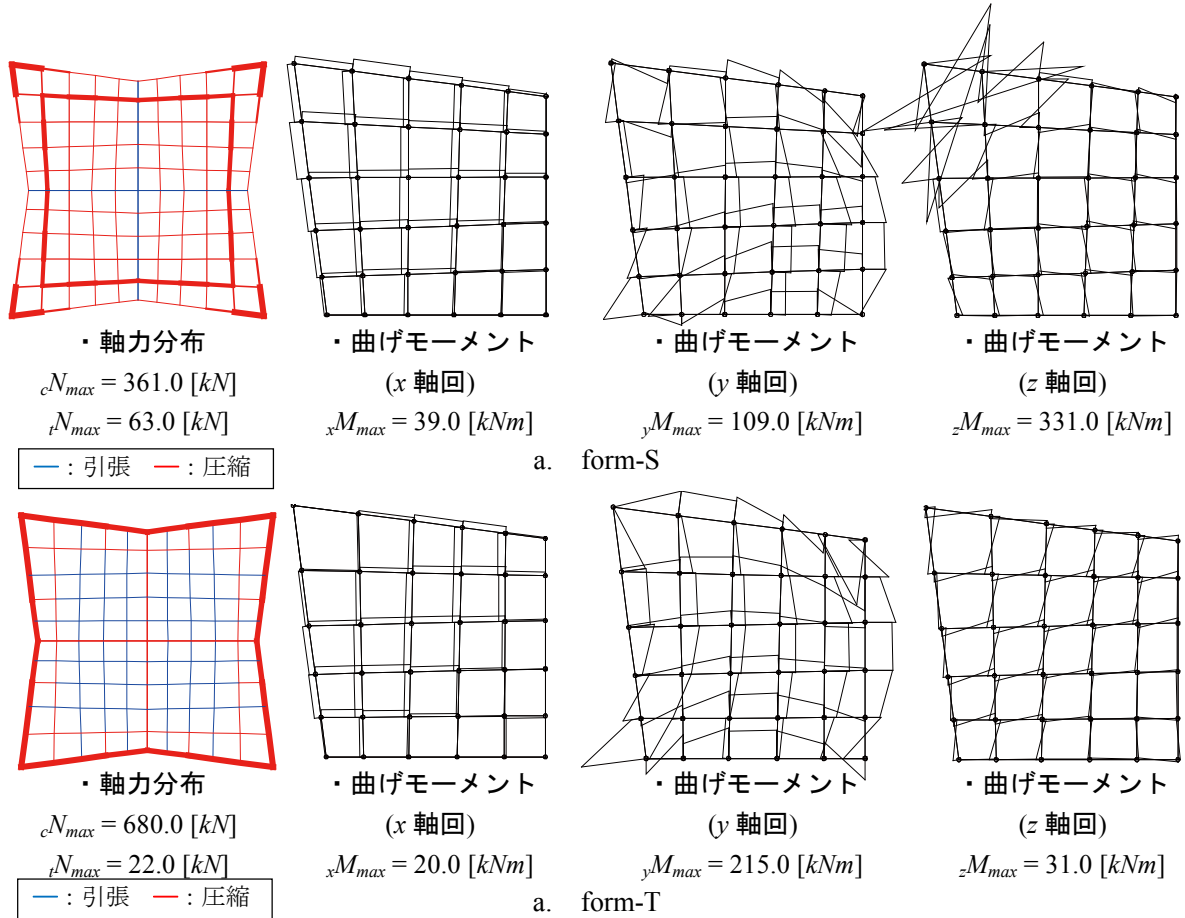 ・軸力分布
・曲げモーメント
・曲げモーメント
・曲げモーメント
cNmax = 361.0 [kN]
(x 軸回)
(y 軸回)
(z 軸回)
tNmax = 63.0 [kN]
xMmax = 39.0 [kNm]
yMmax = 109.0 [kNm]
zMmax = 331.0 [kNm]
― : 引張 ― : 圧縮
a. form-S
・軸力分布
・曲げモーメント
・曲げモーメント
・曲げモーメント
cNmax = 680.0 [kN]
(x 軸回)
(y 軸回)
(z 軸回)
tNmax = 22.0 [kN]
xMmax = 20.0 [kNm]
yMmax = 215.0 [kNm]
zMmax = 31.0 [kNm]
― : 引張 ― : 圧縮
a. form-T